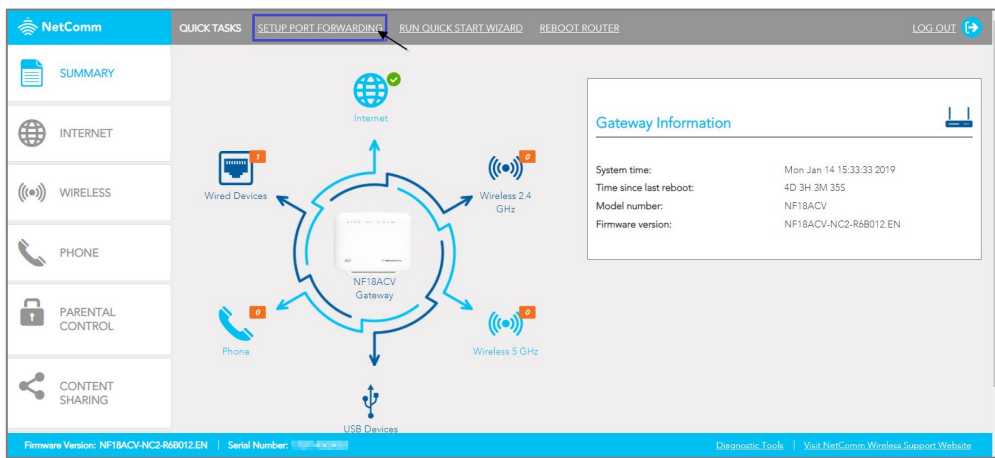 NetComm
QUICK TASKS SETUP PORT FORWARDING RUN QUICK START WIZARD REBOOT ROUTER LOG OUT
SUMMARY
INTERNET
WIRELESS
PHONE
PARENTAL
CONTROL
CONTENT
SHARING
Internet
1
Wired Devices
0
Wireless 2.4
GHz
NF18ACV
Gateway
0
Phone
0
Wireless 5 GHz
USB Devices
Gateway Information
System time: Mon Jan 14 15:33:33 2019
Time since last reboot: 4D 3H 3M 35S
Model number: NF18ACV
Firmware version: NF18ACV-NC2-R6B012.EN
Firmware Version: NF18ACV-NC2-R6B012.EN | Serial Number:
Diagnostic Tools | Visit NetComm Wireless Support Website